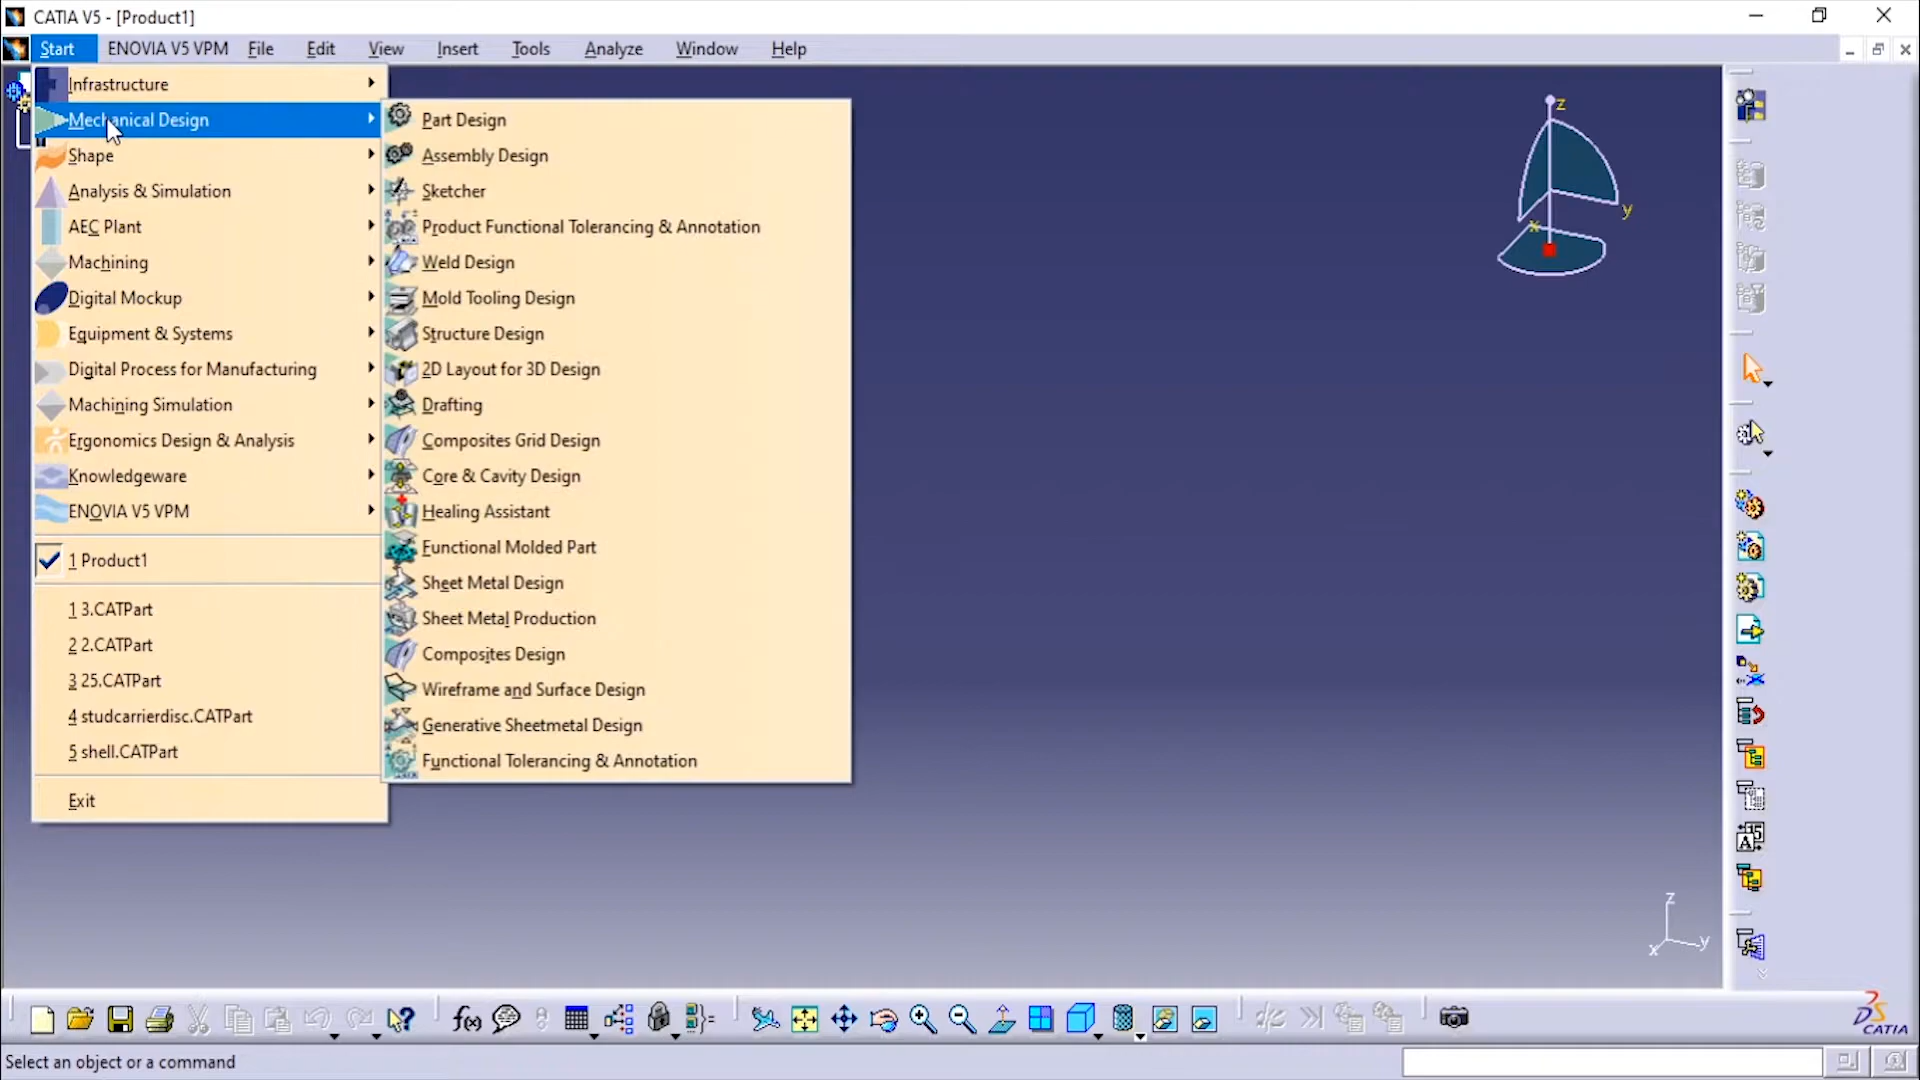 CATIA V5 - [Product1]
Start ENOVIA V5 VPM File Edit View Insert Tools Analyze Window Help
Infrastructure
Mechanical Design
Shape
Analysis & Simulation
AEC Plant
Machining
Digital Mockup
Equipment & Systems
Digital Process for Manufacturing
Machining Simulation
Ergonomics Design & Analysis
Knowledgeware
ENOVIA V5 VPM
1 Product1
1 3.CATPart
2 2.CATPart
3 25.CATPart
4 studcarrierdisc.CATPart
5 shell.CATPart
Exit
Part Design
Assembly Design
Sketcher
Product Functional Tolerancing & Annotation
Weld Design
Mold Tooling Design
Structure Design
2D Layout for 3D Design
Drafting
Composites Grid Design
Core & Cavity Design
Healing Assistant
Functional Molded Part
Sheet Metal Design
Sheet Metal Production
Composites Design
Wireframe and Surface Design
Generative Sheetmetal Design
Functional Tolerancing & Annotation
z
y
x
z
y
x
f(x)
CATIA
Select an object or a command